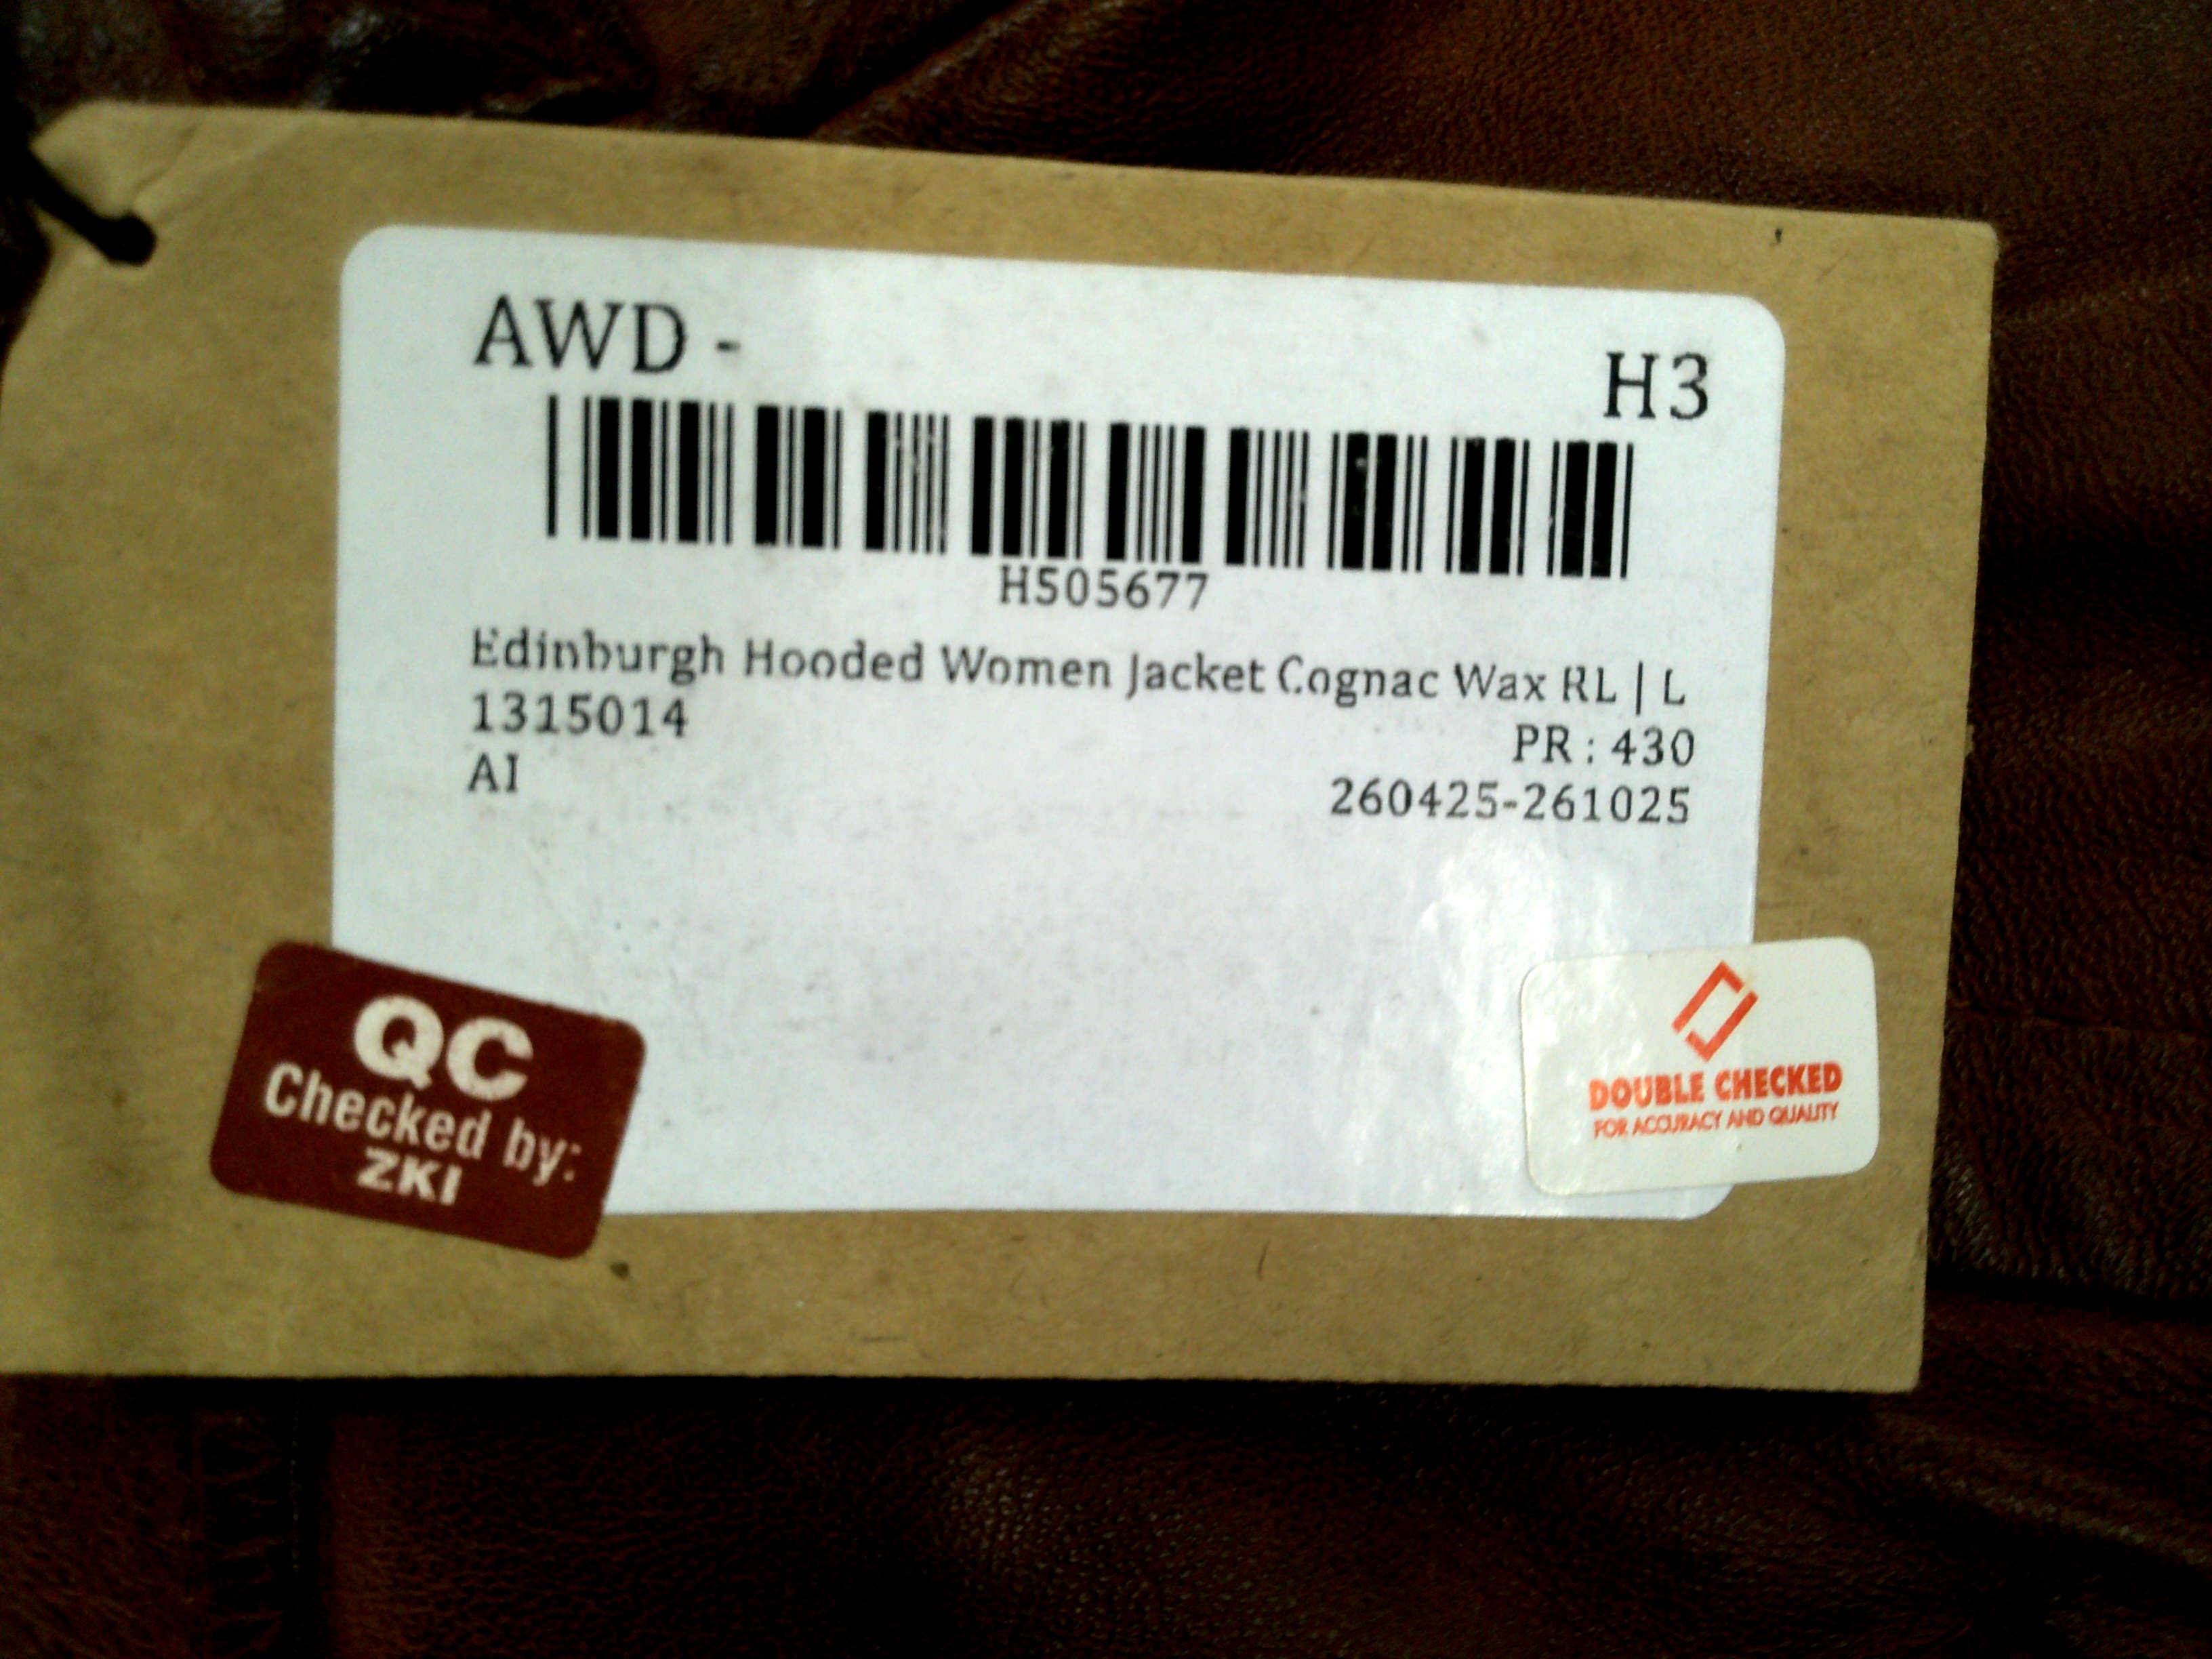 AWD -
H3
H505677
Edinburgh Hooded Women Jacket Cognac Wax RL | L
1315014
PR : 430
AI
260425-261025
QC
Checked by:
ZKI
DOUBLE CHECKED
FOR ACCURACY AND QUALITY